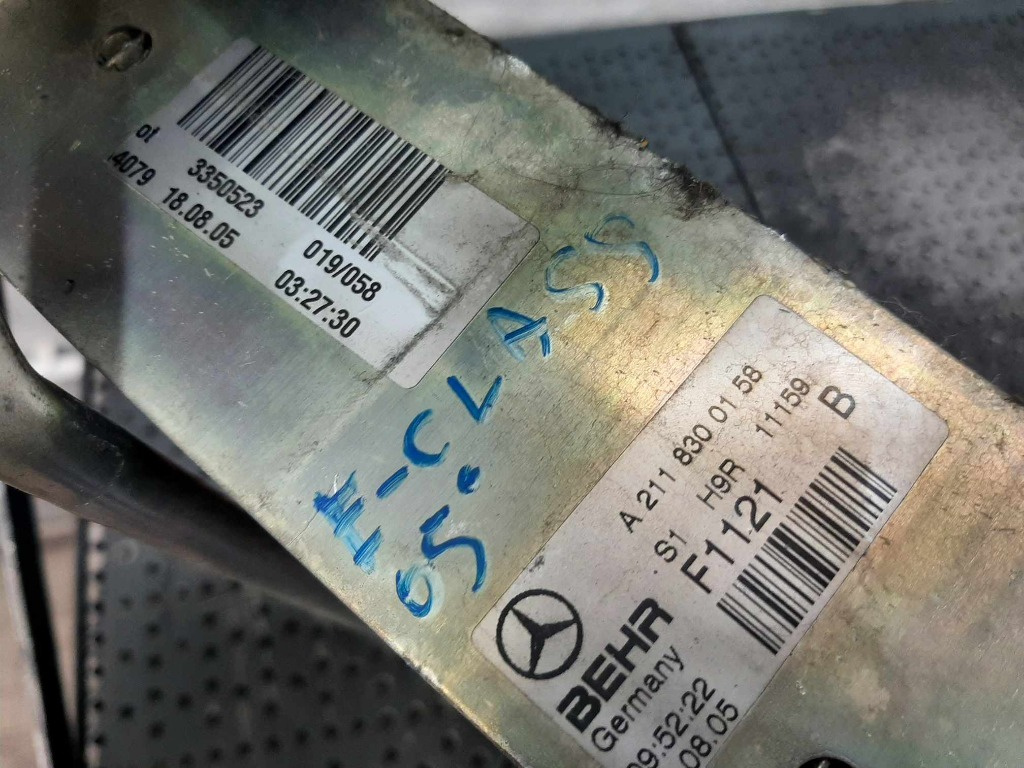 of
3350523 019/058
4079 18.08.05 03:27:30
E-CLASS
05.
A 211 830 01 58
S1 H9R 11159
F1121 B
BEHR
Germany
09:52:22
08.05